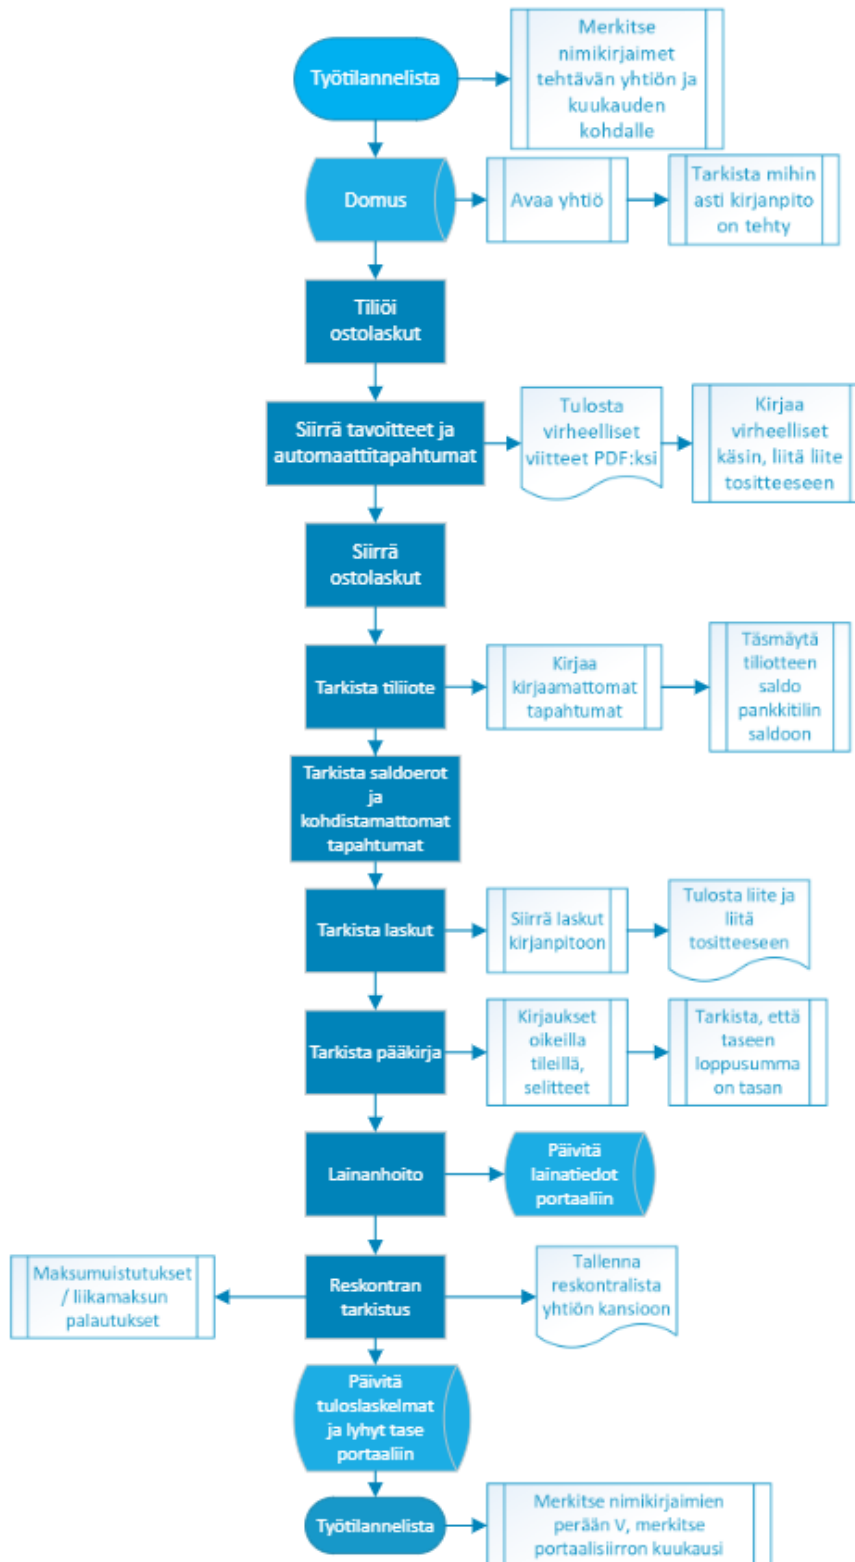 Työtilannelista
Merkitse
nimikirjaimet
tehtävän yhtiön ja
kuukauden
kohdalle
Domus
Avaa yhtiö
Tarkista mihin
asti kirjanpito
on tehty
Tiliöi
ostolaskut
Siirrä tavoitteet ja
automaattitapahtumat
Tulosta
virheelliset
viitteet PDF:ksi
Kirjaa
virheelliset
käsin, liitä liite
tositteeseen
Siirrä
ostolaskut
Tarkista tiliote
Kirjaa
kirjaamattomat
tapahtumat
Täsmäytä
tiliotteen
saldo
pankkitilin
saldoon
Tarkista saldoerot
ja
kohdistamattomat
tapahtumat
Tarkista laskut
Siirrä laskut
kirjanpitoon
Tulosta liite ja
liitä
tositteeseen
Tarkista pääkirja
Kirjaukset
oikeilla
tileillä,
selitteet
Tarkista, että
taseen
loppusumma
on tasan
Lainanhoito
Päivitä
lainatiedot
portaaliin
Maksumuistutukset
/ liikamaksun
palautukset
Reskontran
tarkistus
Tallenna
reskontralista
yhtiön kansioon
Päivitä
tuloslaskelmat
ja lyhyt tase
portaaliin
Työtilannelista
Merkitse nimikirjaimien
perään V, merkitse
portaalisiirron kuukausi